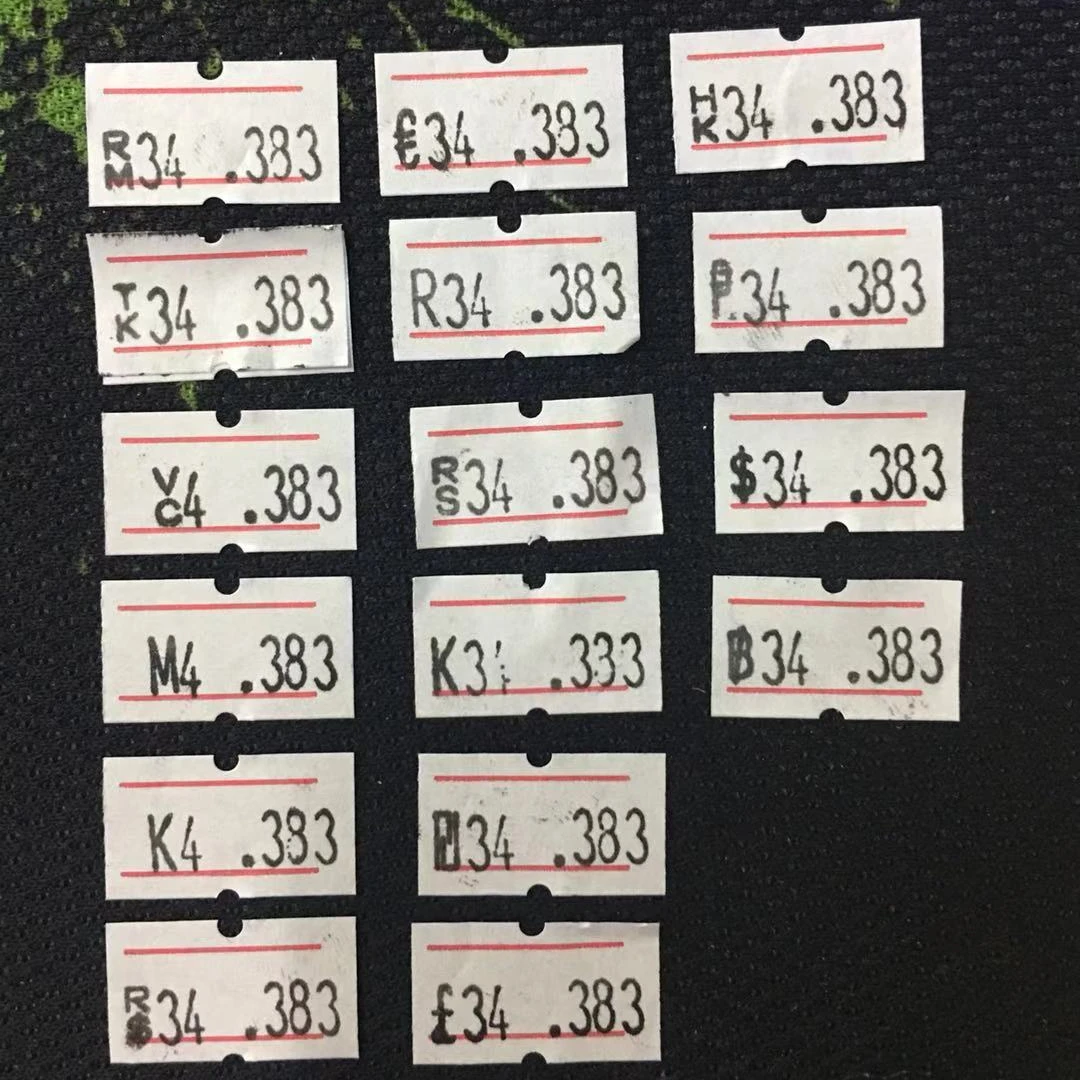 RM34 .383
€34 .383
HK34 .383
TK34 .383
R34 .383
34 .383
VC4 .383
RS34 .383
$34 .383
M4 .383
K3 .333
34 .383
K4 .383
34 .383
R$34 .383
£34 .383